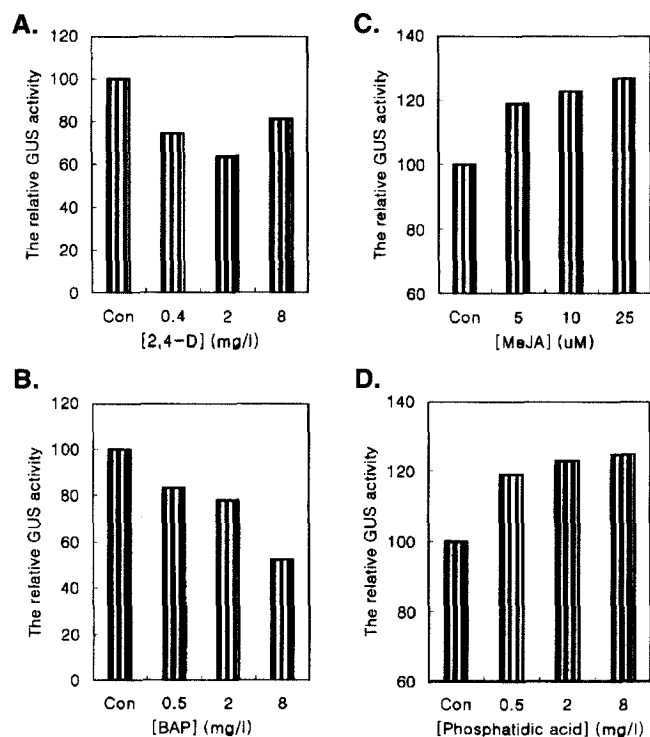 A.
The relative GUS activity
120
100
80
60
40
20
0
Con 0.4 2 8
[2,4-D] (mg/l)
B.
The relative GUS activity
120
100
80
60
40
20
0
Con 0.5 2 8
[BAP] (mg/l)
C.
The relative GUS activity
140
120
100
80
60
Con 5 10 25
[MeJA] (uM)
D.
The relative GUS activity
140
120
100
80
60
Con 0.5 2 8
[Phosphatidic acid] (mg/l)